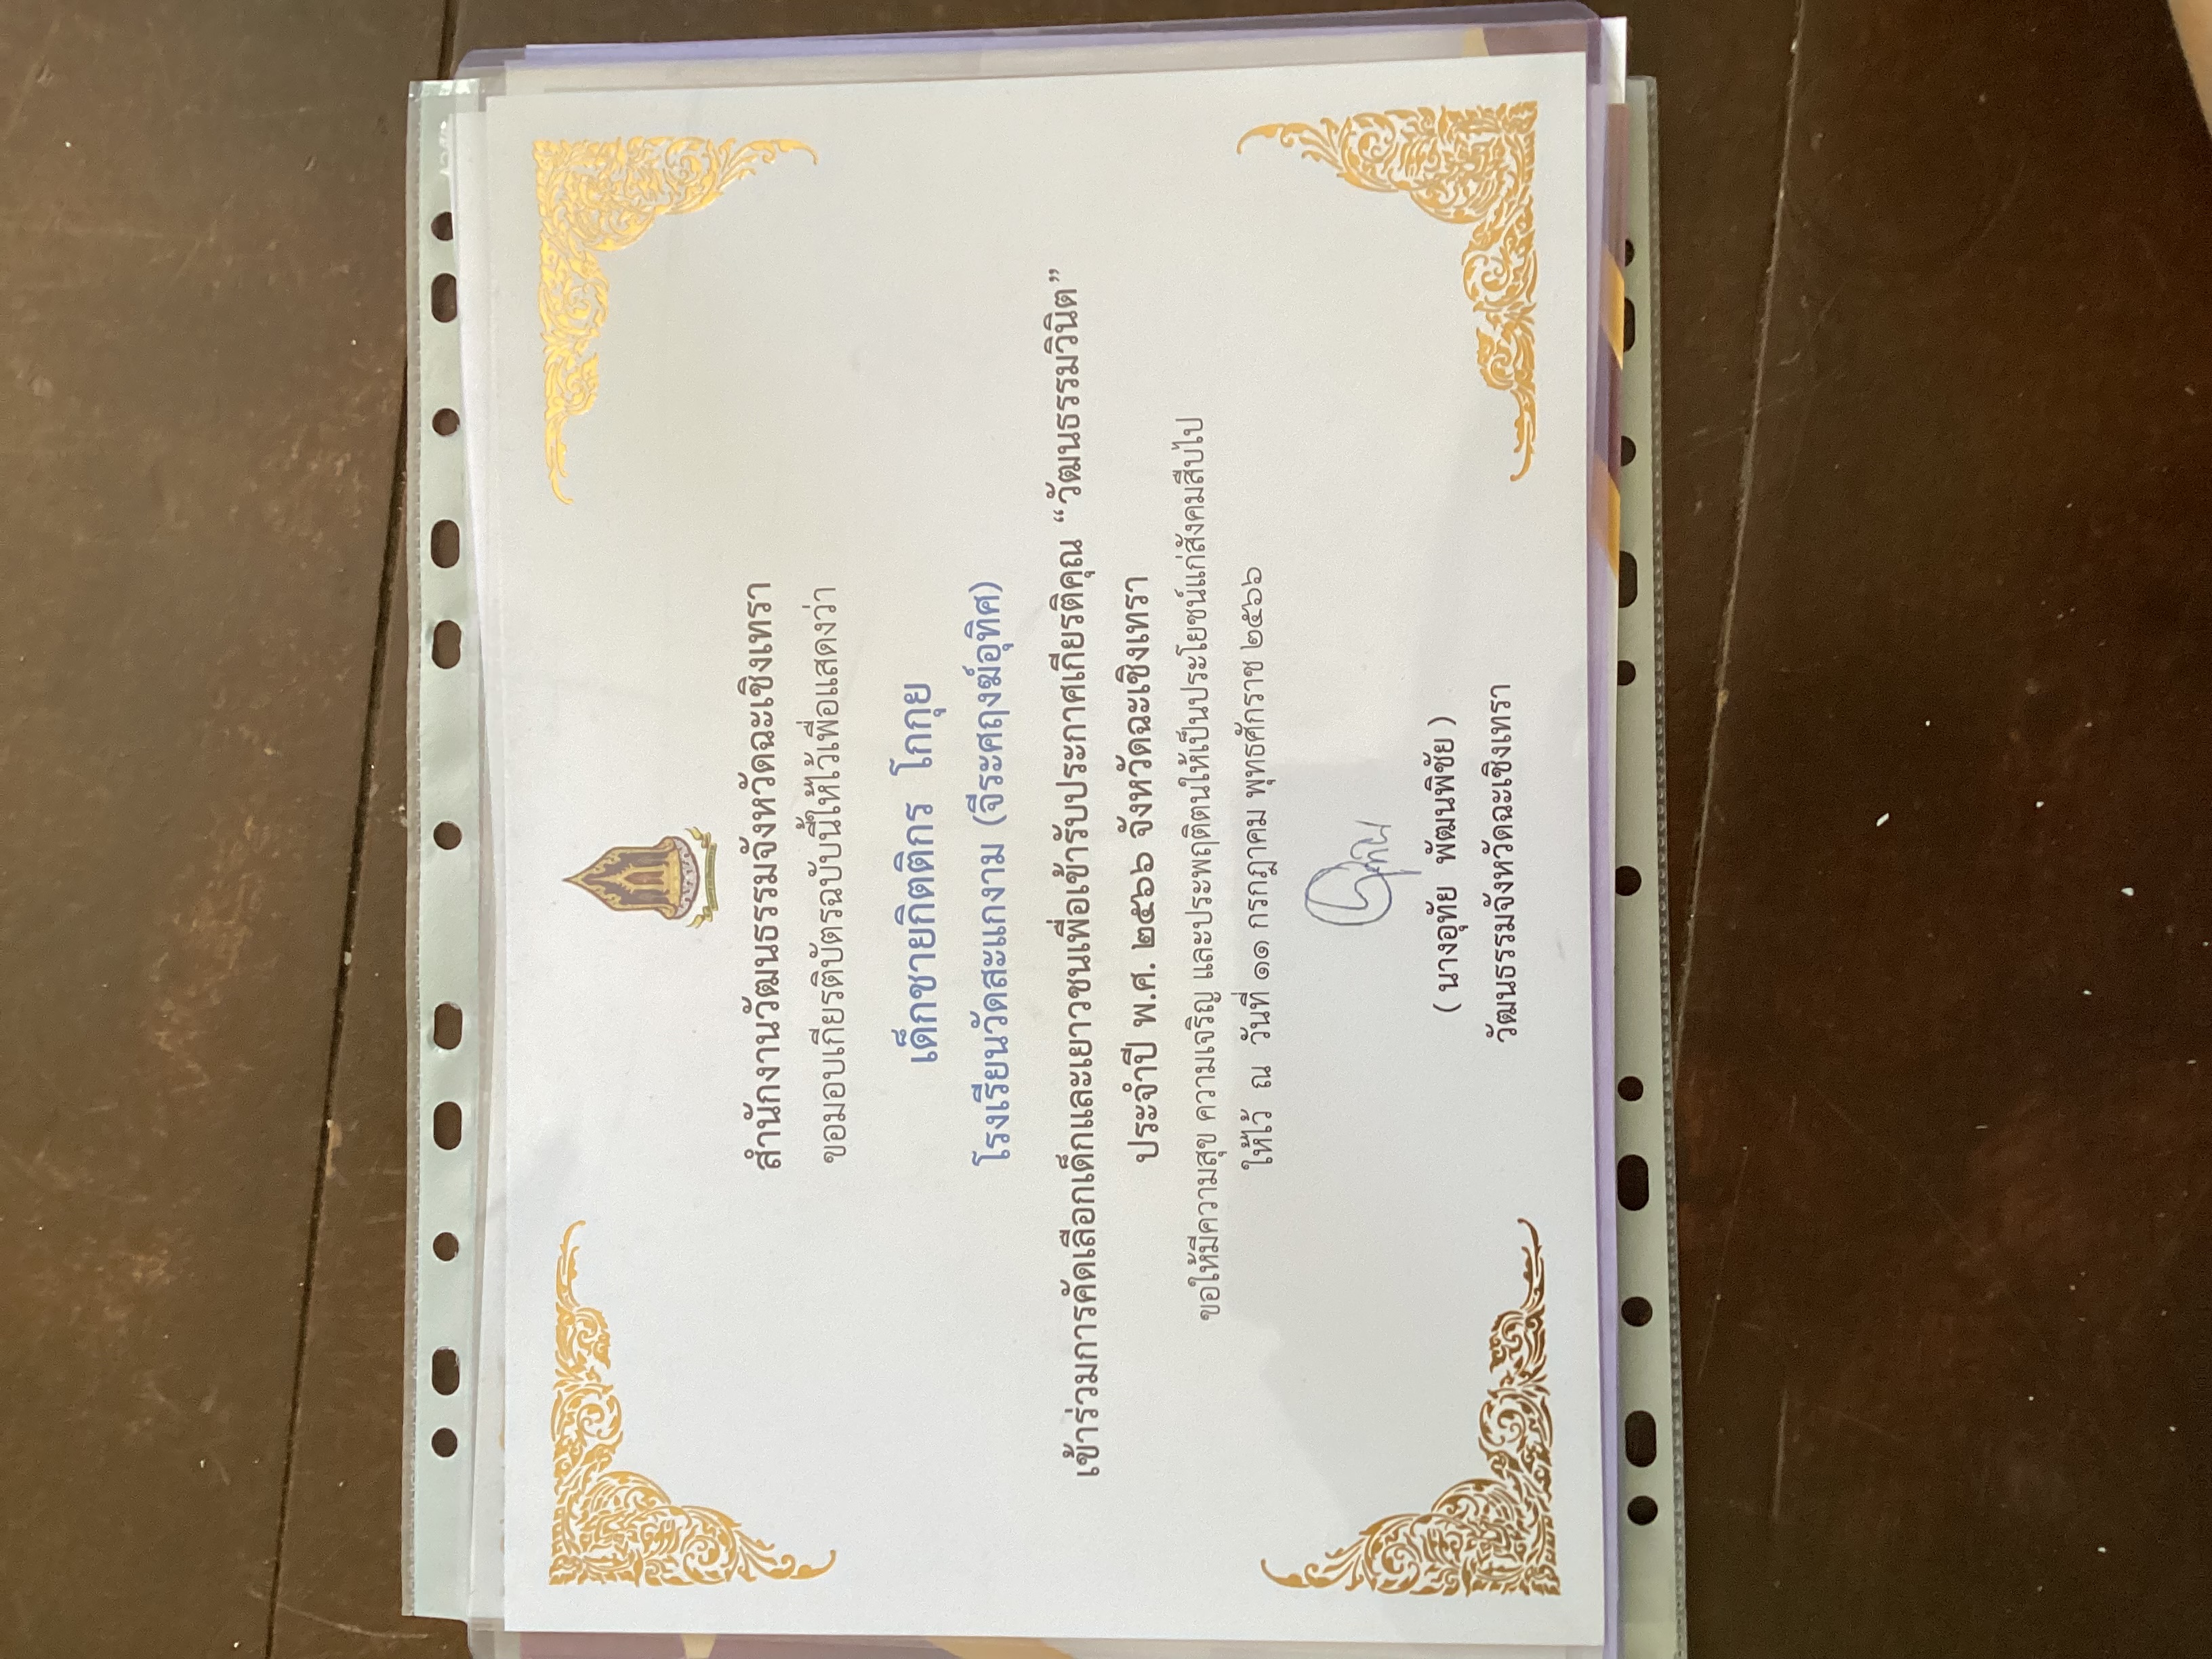 สำนักงานวัฒนธรรมจังหวัดฉะเชิงเทรา
ขอมอบเกียรติบัตรฉบับนี้ให้ไว้เพื่อแสดงว่า
เด็กชายกิตติกร โกกุย
โรงเรียนวัดสะแกงาม (จีระศฤงฆ์อุทิศ)
เข้าร่วมการคัดเลือกเด็กและเยาวชนเพื่อเข้ารับประกาศเกียรติคุณ “วัฒนธรรมวินิต”
ประจำปี พ.ศ. ๒๕๖๖ จังหวัดฉะเชิงเทรา
ขอให้มีความสุข ความเจริญ และประพฤติตนให้เป็นประโยชน์แก่สังคมสืบไป
ให้ไว้ ณ วันที่ ๑๑ กรกฎาคม พุทธศักราช ๒๕๖๖
( นางอุทัย พัฒนพิชัย )
วัฒนธรรมจังหวัดฉะเชิงเทรา